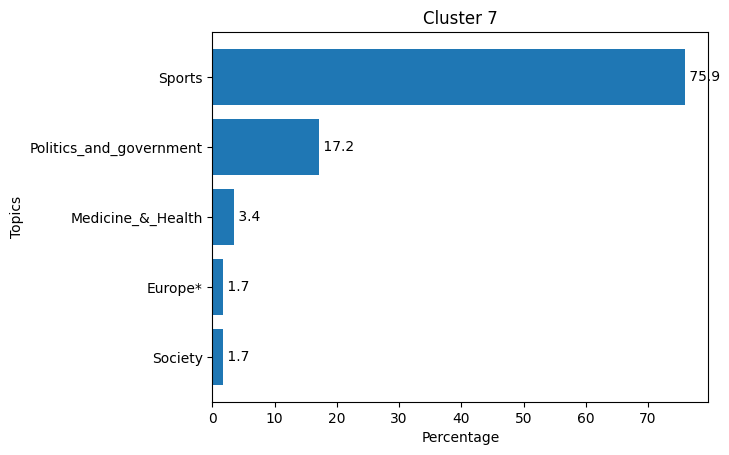 Cluster 7
Topics
Sports
75.9
Politics_and_government
17.2
Medicine_&_Health
3.4
Europe*
1.7
Society
1.7
0 10 20 30 40 50 60 70
Percentage